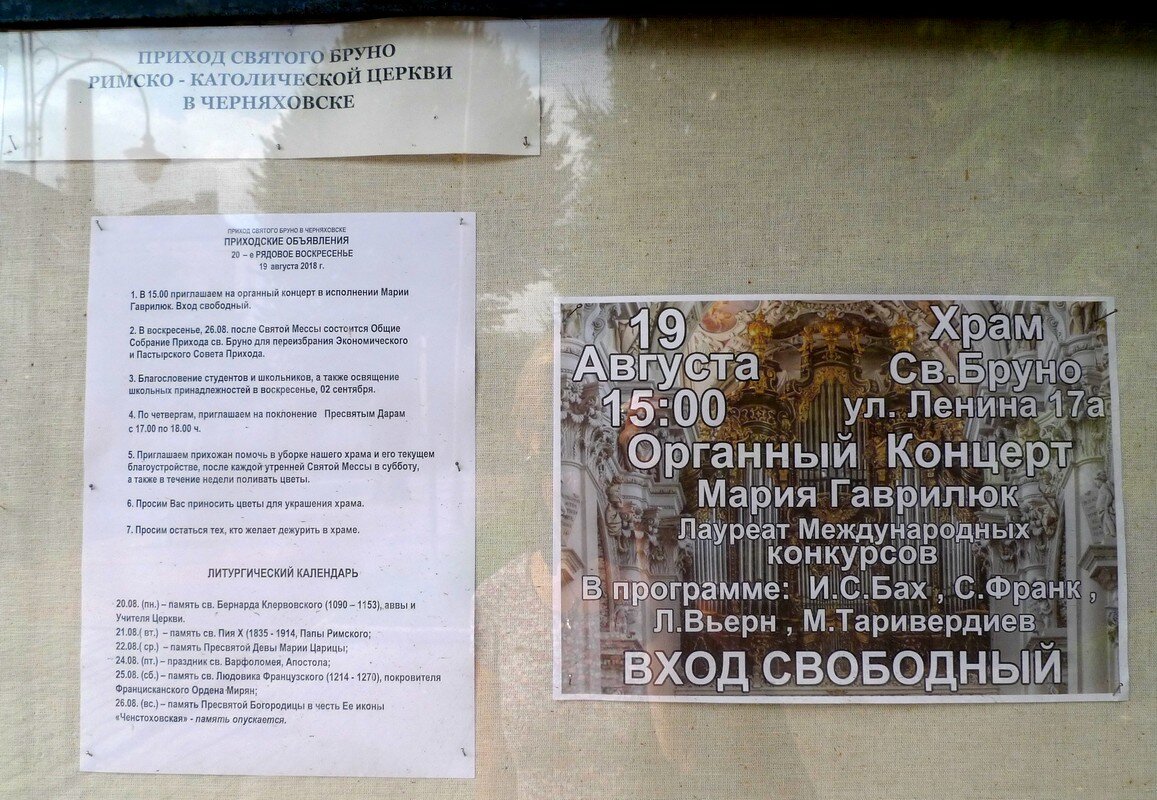 ПРИХОД СВЯТОГО БРУНО
РИМСКО - КАТОЛИЧЕСКОЙ ЦЕРКВИ
В ЧЕРНЯХОВСКЕ
ПРИХОД СВЯТОГО БРУНО В ЧЕРНЯХОВСКЕ
ПРИХОДСКИЕ ОБЪЯВЛЕНИЯ
20 – е РЯДОВОЕ ВОСКРЕСЕНЬЕ
19 августа 2018 г.
1. В 15.00 приглашаем на органный концерт в исполнении Марии
Гаврилюк. Вход свободный.
2. В воскресенье, 26.08. после Святой Мессы состоится Общие
Собрание Прихода св. Бруно для переизбрания Экономического
и Пастырского Совета Прихода.
3. Благословение студентов и школьников, а также освящение
школьных принадлежностей в воскресенье, 02 сентября.
4. По четвергам, приглашаем на поклонение Пресвятым Дарам
с 17.00 по 18.00 ч.
5. Приглашаем прихожан помочь в уборке нашего храма и его текущем
благоустройстве, после каждой утренней Святой Мессы в субботу,
а также в течение недели поливать цветы.
6. Просим Вас приносить цветы для украшения храма.
7. Просим остаться тех, кто желает дежурить в храме.
ЛИТУРГИЧЕСКИЙ КАЛЕНДАРЬ
20.08. (пн.) – память св. Бернарда Клервовского (1090 – 1153), аввы и
Учителя Церкви.
21.08.( вт.) – память св. Пия X (1835 - 1914, Папы Римского;
22.08.( ср.) – память Пресвятой Девы Марии Царицы;
24.08. (пт.) – праздник св. Варфоломея, Апостола;
25.08. (сб.) – память св. Людовика Французского (1214 - 1270), покровителя
Францисканского Ордена Мирян;
26.08. (вс.) – память Пресвятой Богородицы в честь Ее иконы
«Ченстоховская» - память опускается.
19
Августа
15:00
Храм
Св.Бруно
ул. Ленина 17а
Органный Концерт
Мария Гаврилюк
Лауреат Международных
конкурсов
В программе: И.С.Бах , С.Франк ,
Л.Вьерн , М.Таривердиев
ВХОД СВОБОДНЫЙ